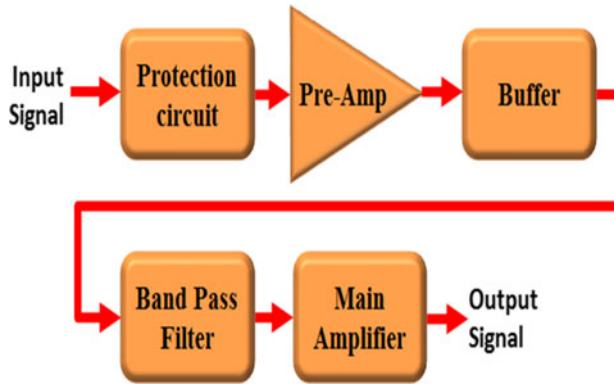 Input
Signal
Protection
circuit
Pre-Amp
Buffer
Band Pass
Filter
Main
Amplifier
Output
Signal